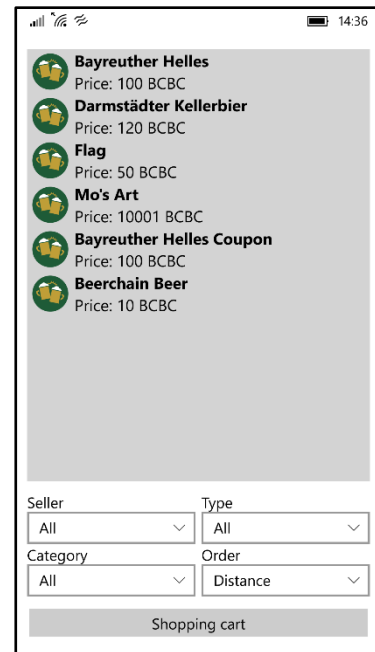 14:36
Bayreuther Helles
Price: 100 BCBC
Darmstädter Kellerbier
Price: 120 BCBC
Flag
Price: 50 BCBC
Mo's Art
Price: 10001 BCBC
Bayreuther Helles Coupon
Price: 100 BCBC
Beerchain Beer
Price: 10 BCBC
Seller Type
All All
Category Order
All Distance
Shopping cart